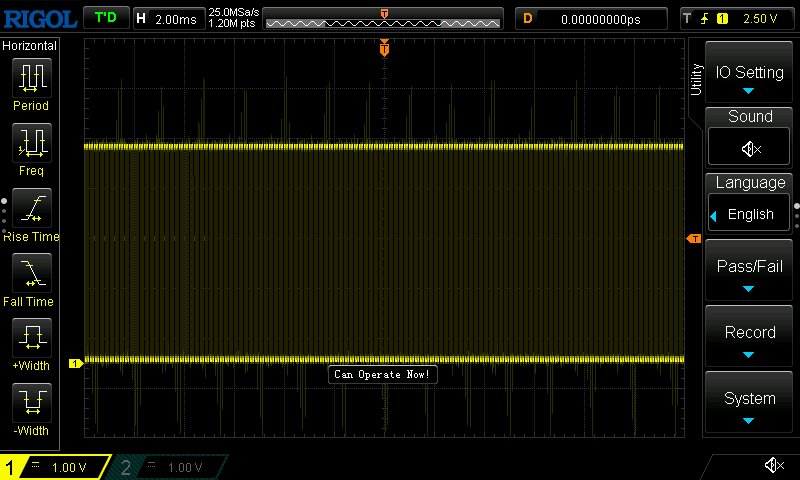 RIGOL T'D H 2.00ms 25.0MSa/s 1.20M pts T D 0.00000000ps T 1 2.50 V
Horizontal
Period
Freq
Rise Time
Fall Time
+Width
-Width
T
T
1
Can Operate Now!
Utility
IO Setting
Sound
Language
English
Pass/Fail
Record
System
1 1.00 V 2 1.00 V